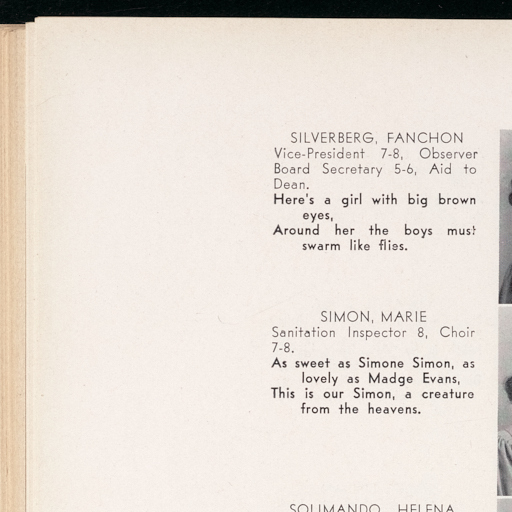 SILVERBERG, FANCHON
Vice-President 7-8, Observer
Board Secretary 5-6, Aid to
Dean.
Here's a girl with big brown
eyes,
Around her the boys must
swarm like flies.
SIMON, MARIE
Sanitation Inspector 8, Choir
7-8.
As sweet as Simone Simon, as
lovely as Madge Evans,
This is our Simon, a creature
from the heavens.
SOLIMANDO, HELENA